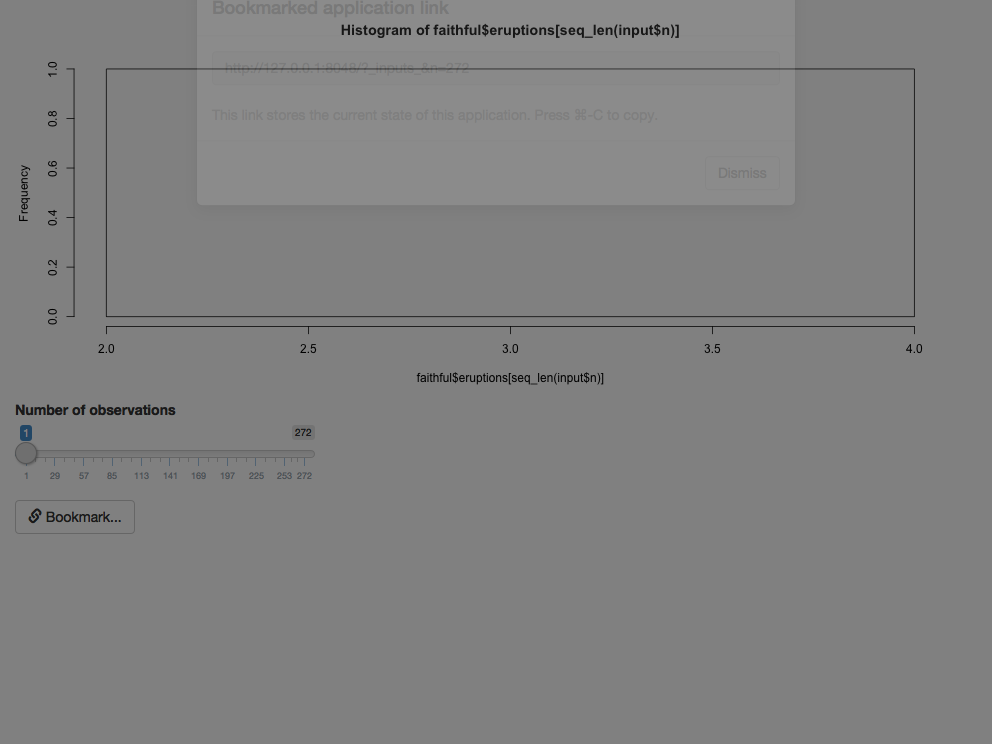 Bookmarked application link
Histogram of faithful$eruptions[seq_len(input$n)]
http://127.0.0.1:8048/?_inputs_&n=272
This link stores the current state of this application. Press ⌘-C to copy.
Dismiss
Frequency
1.0
0.8
0.6
0.4
0.2
0.0
2.0 2.5 3.0 3.5 4.0
faithful$eruptions[seq_len(input$n)]
Number of observations
1 272
1 29 57 85 113 141 169 197 225 253 272
Bookmark...